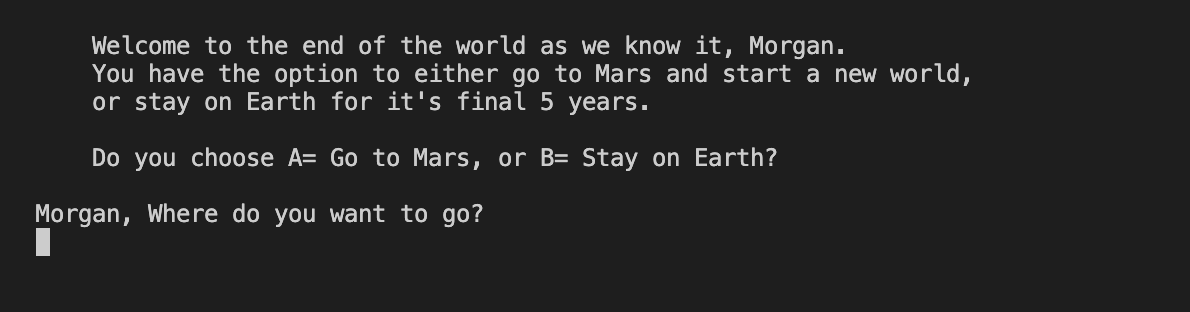 Welcome to the end of the world as we know it, Morgan.
You have the option to either go to Mars and start a new world,
or stay on Earth for it's final 5 years.
Do you choose A= Go to Mars, or B= Stay on Earth?
Morgan, Where do you want to go?